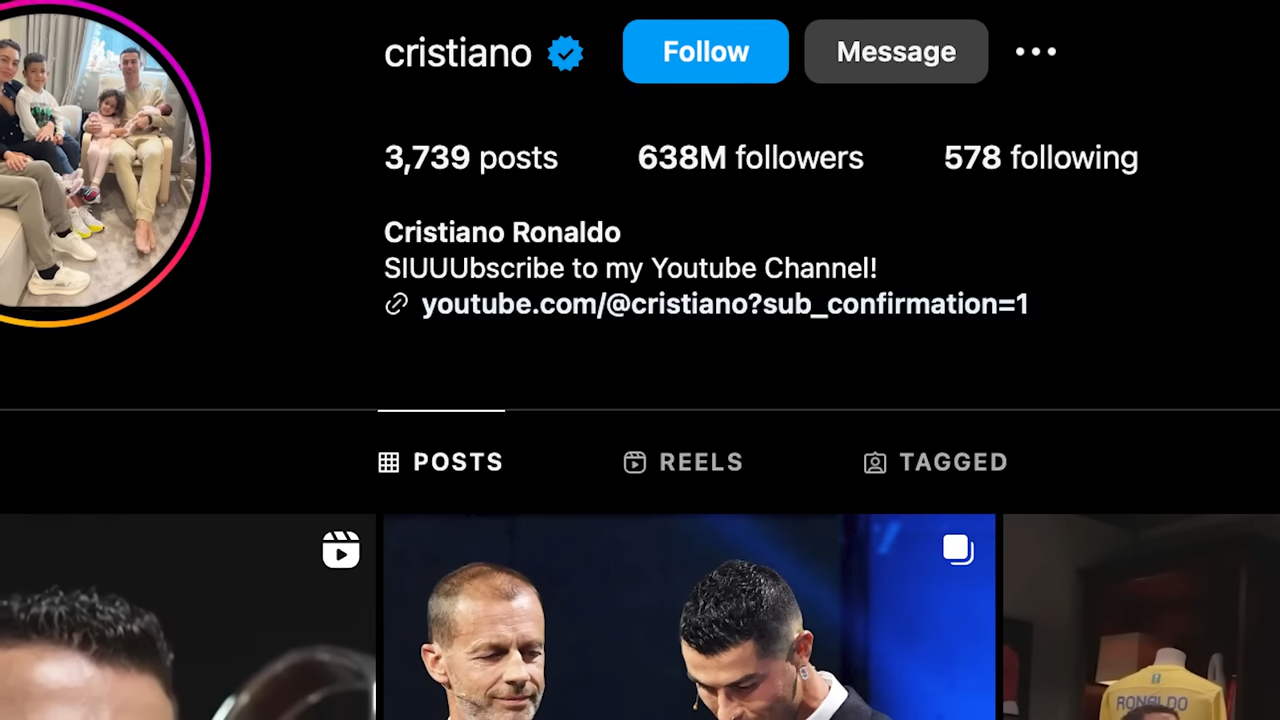 cristiano
Follow
Message
3,739 posts
638M followers
578 following
Cristiano Ronaldo
SIUUUbscribe to my Youtube Channel!
youtube.com/@cristiano?sub_confirmation=1
POSTS
REELS
TAGGED
RONALDO